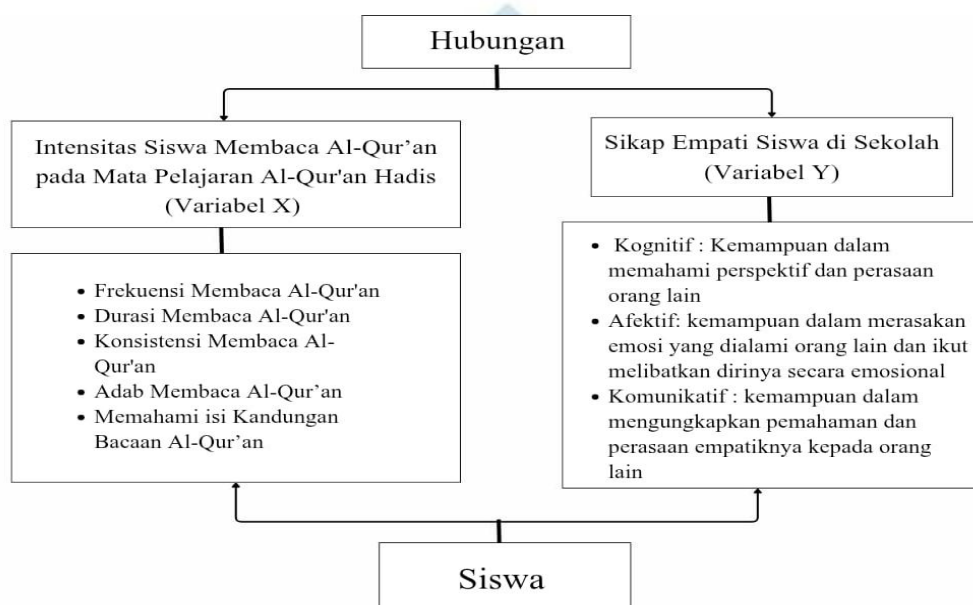 Hubungan
Intensitas Siswa Membaca Al-Qur’an
pada Mata Pelajaran Al-Qur'an Hadis
(Variabel X)
Sikap Empati Siswa di Sekolah
(Variabel Y)
• Frekuensi Membaca Al-Qur'an
• Durasi Membaca Al-Qur'an
• Konsistensi Membaca Al-
Qur'an
• Adab Membaca Al-Qur’an
• Memahami isi Kandungan
Bacaan Al-Qur’an
• Kognitif : Kemampuan dalam
memahami perspektif dan perasaan
orang lain
• Afektif: kemampuan dalam merasakan
emosi yang dialami orang lain dan ikut
melibatkan dirinya secara emosional
• Komunikatif : kemampuan dalam
mengungkapkan pemahaman dan
perasaan empatiknya kepada orang
lain
Siswa